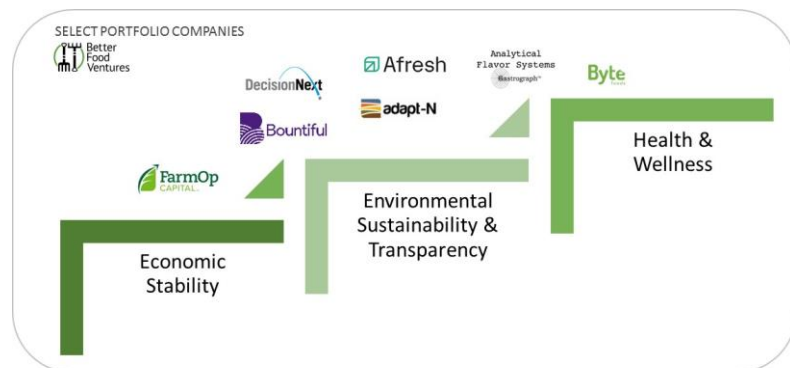 SELECT PORTFOLIO COMPANIES
Better
Food
Ventures
DecisionNext
Afresh
Analytical
Flavor Systems
Gastrograph
Byte
Bountiful
adapt-N
FarmOp
CAPITAL
Economic
Stability
Environmental
Sustainability &
Transparency
Health &
Wellness